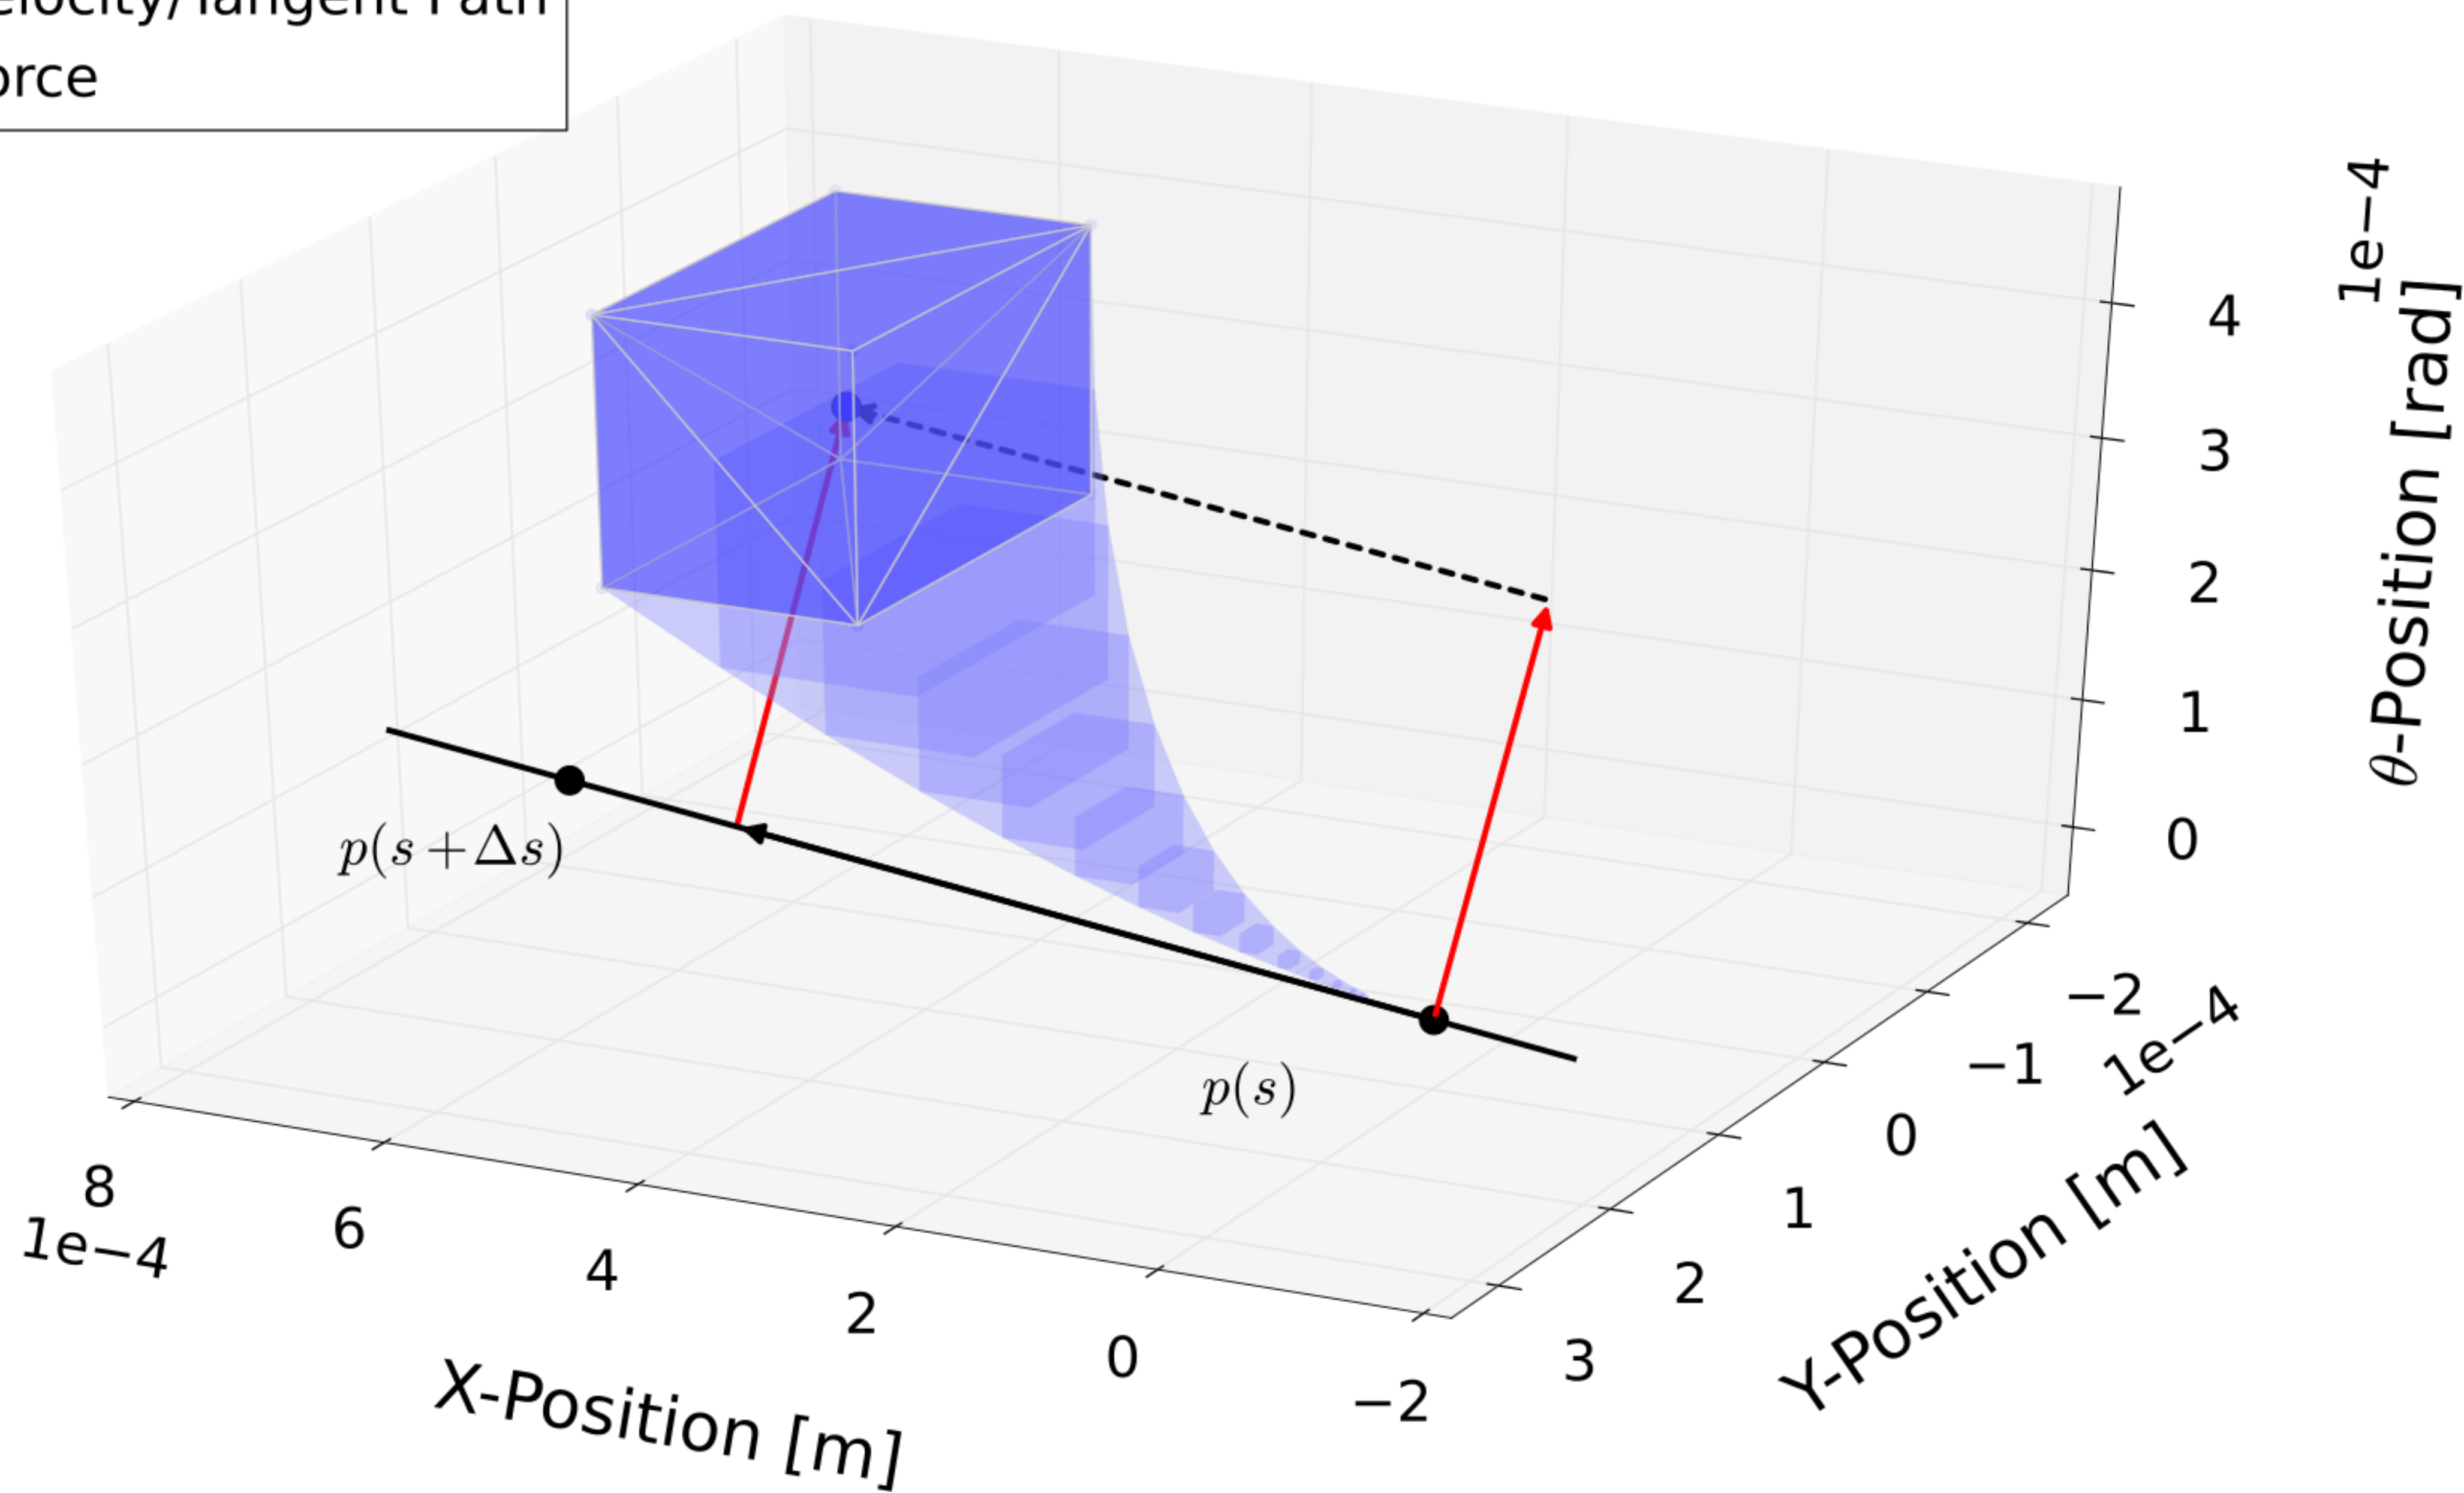 Path
1e−4
4
3
2
1
0
θ-Position [rad]
p(s + Δs)
p(s)
8
6
4
2
0
−2
1e−4
X-Position [m]
−2
−1
0
1
2
3
1e−4
Y-Position [m]